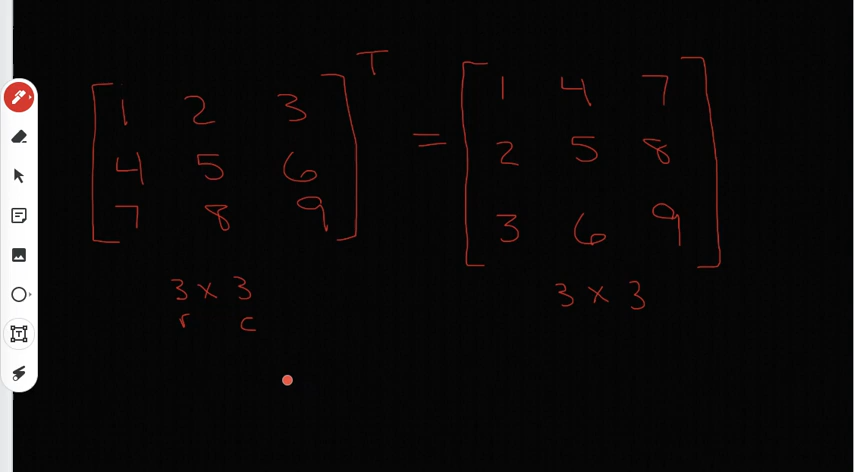 T
1 2 3 = 1 4 7
4 5 6 2 5 8
7 8 9 3 6 9
3 × 3 3 × 3
r c